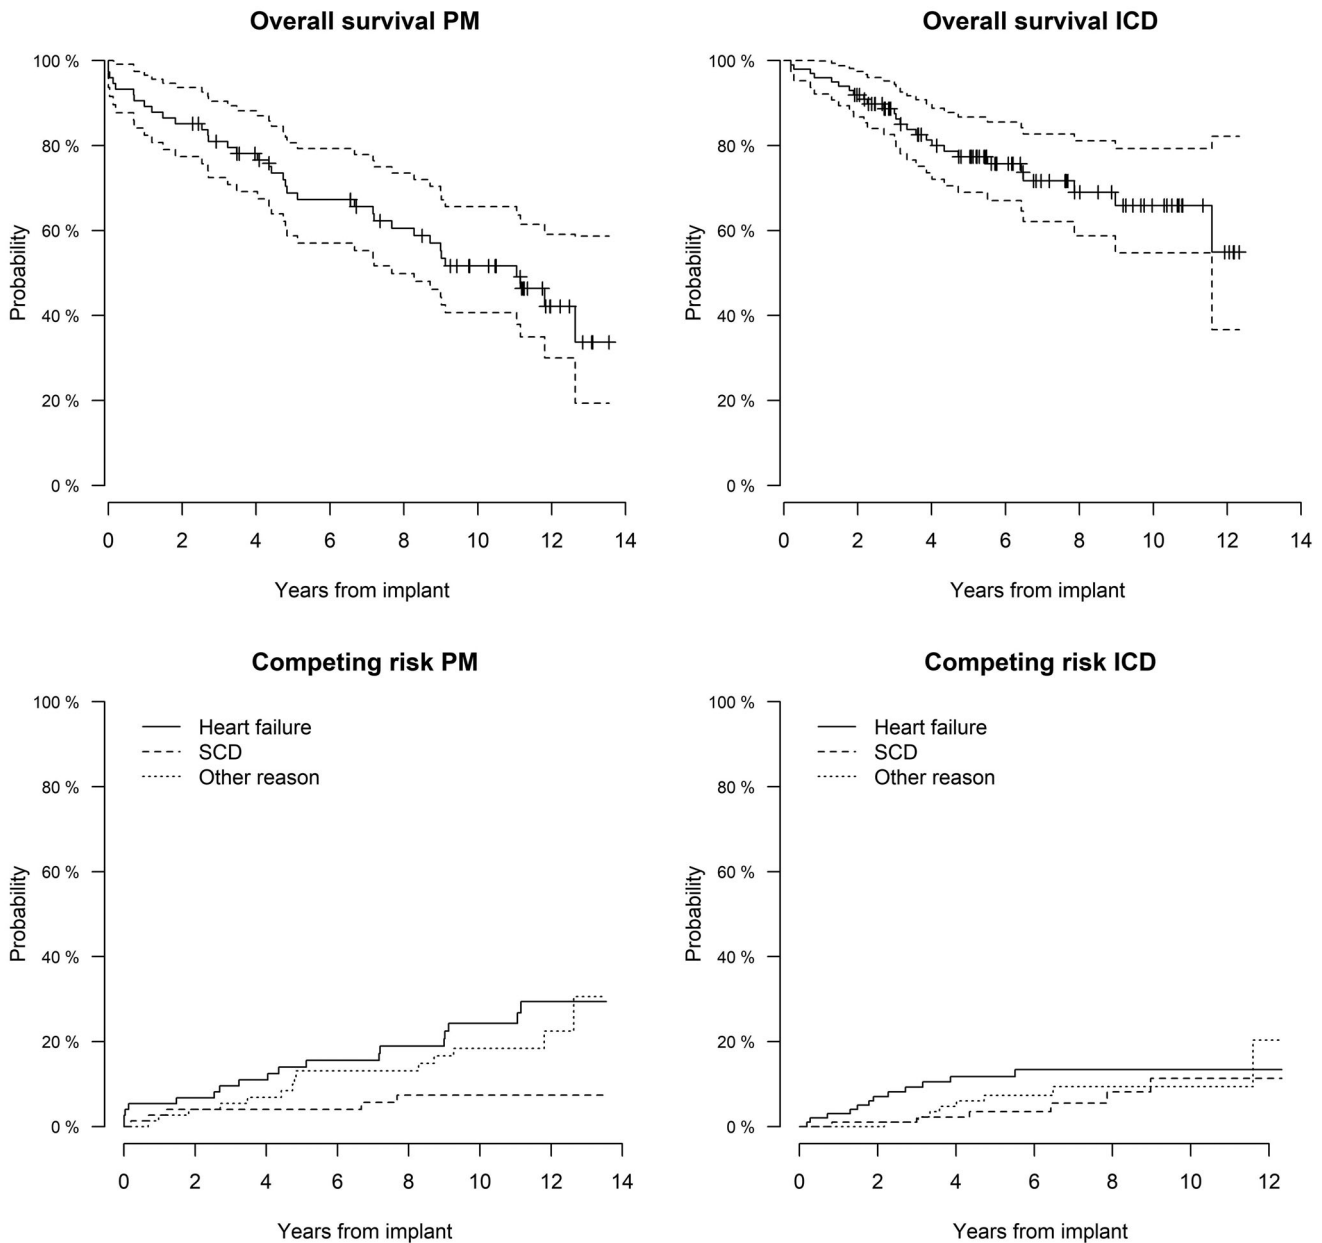 Overall survival PM
100 %
80 %
60 %
40 %
20 %
0 %
Probability
0 2 4 6 8 10 12 14
Years from implant
Overall survival ICD
100 %
80 %
60 %
40 %
20 %
0 %
Probability
0 2 4 6 8 10 12 14
Years from implant
Competing risk PM
100 %
80 %
60 %
40 %
20 %
0 %
Probability
Heart failure
SCD
Other reason
0 2 4 6 8 10 12 14
Years from implant
Competing risk ICD
100 %
80 %
60 %
40 %
20 %
0 %
Probability
Heart failure
SCD
Other reason
0 2 4 6 8 10 12
Years from implant